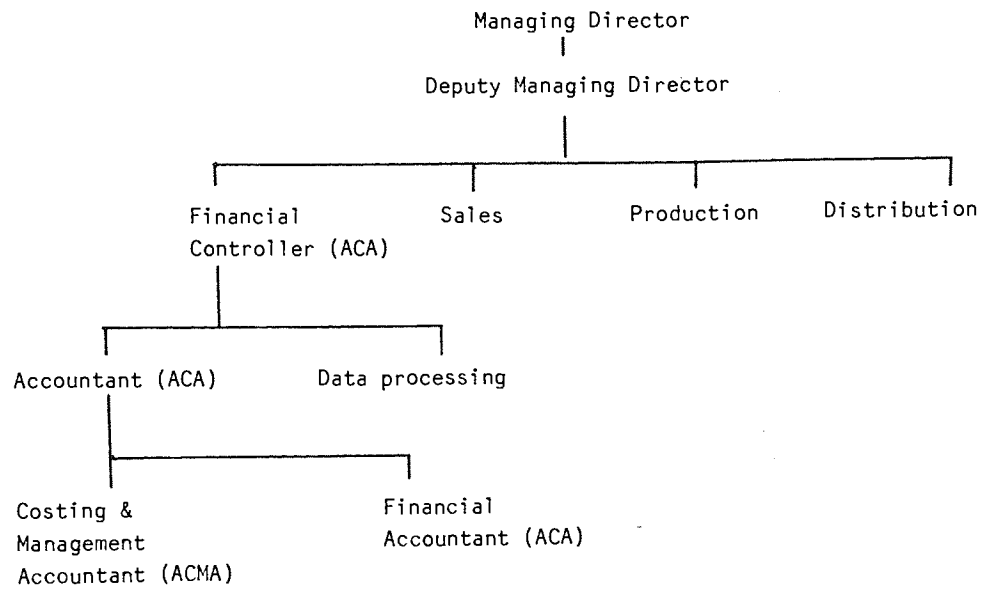 Managing Director
Deputy Managing Director
Financial
Controller (ACA)
Sales
Production
Distribution
Accountant (ACA)
Data processing
Costing &
Management
Accountant (ACMA)
Financial
Accountant (ACA)